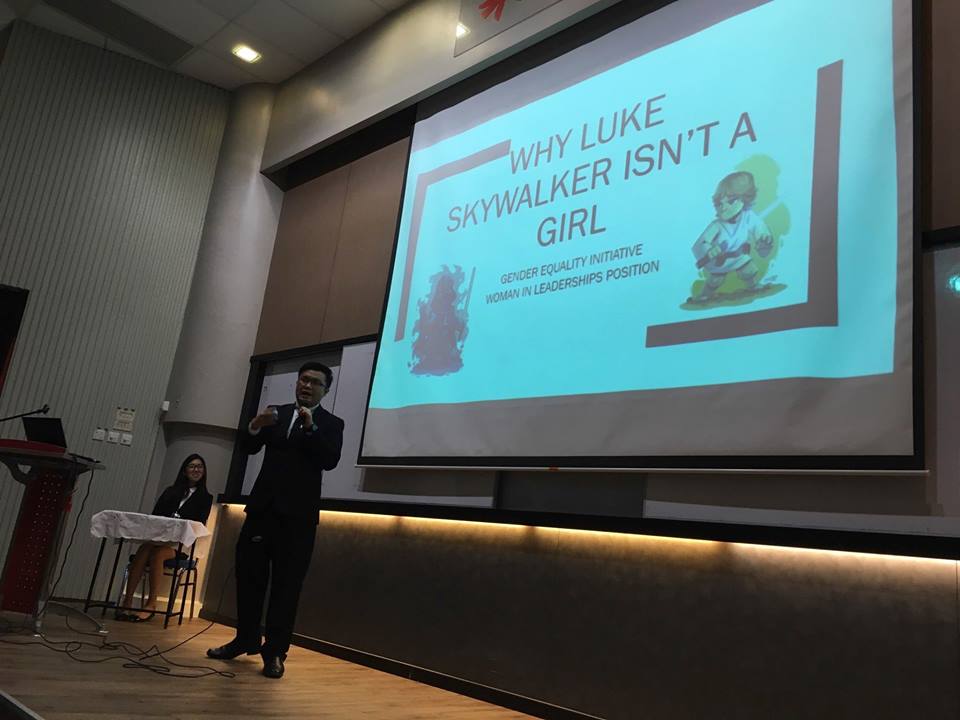 WHY LUKE
SKYWALKER ISN'T A
GIRL
GENDER EQUALITY INITIATIVE
WOMAN IN LEADERSHIPS POSITION